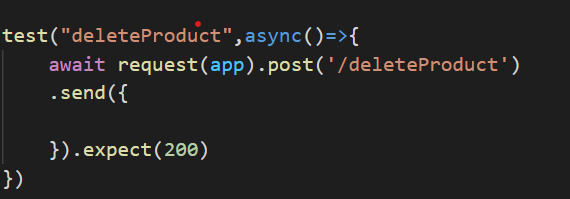 test("deleteProduct",async()=>{
await request(app).post('/deleteProduct')
.send({
}).expect(200)
})